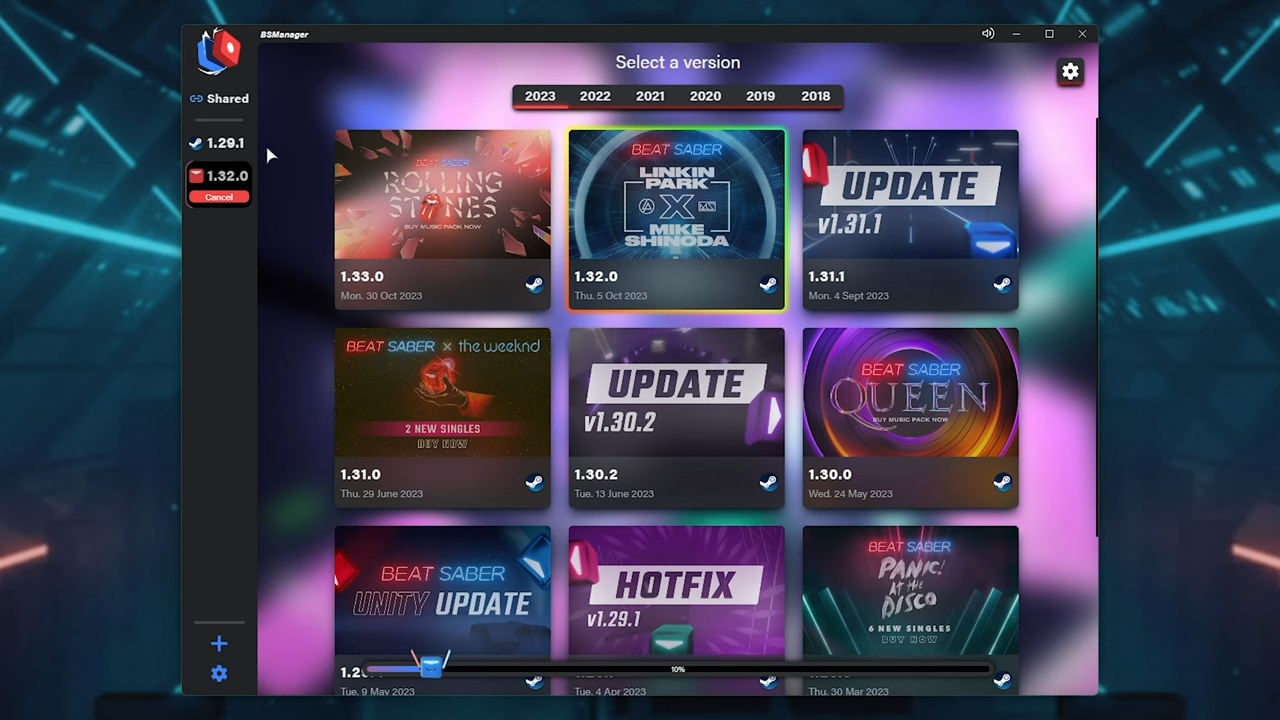 BSManager
Shared
1.29.1
1.32.0
Cancel
Select a version
2023 2022 2021 2020 2019 2018
BEAT SABER
ROLLING
STONES
BUY MUSIC PACK NOW
1.33.0
Mon. 30 Oct 2023
BEAT SABER
LINKIN
PARK
X
MIKE
SHINODA
1.32.0
Thu. 5 Oct 2023
UPDATE
v1.31.1
1.31.1
Mon. 4 Sept 2023
BEAT SABER × the weeknd
2 NEW SINGLES
BUY NOW
1.31.0
Thu. 29 June 2023
UPDATE
v1.30.2
1.30.2
Tue. 13 June 2023
BEAT SABER
QUEEN
BUY MUSIC PACK NOW
1.30.0
Wed. 24 May 2023
BEAT SABER
UNITY UPDATE
Tue. 9 May 2023
HOTFIX
v1.29.1
Tue. 4 Apr 2023
BEAT SABER
PANIC!
AT THE
DISCO
6 NEW SINGLES
BUY NOW
Thu. 30 Mar 2023
10%